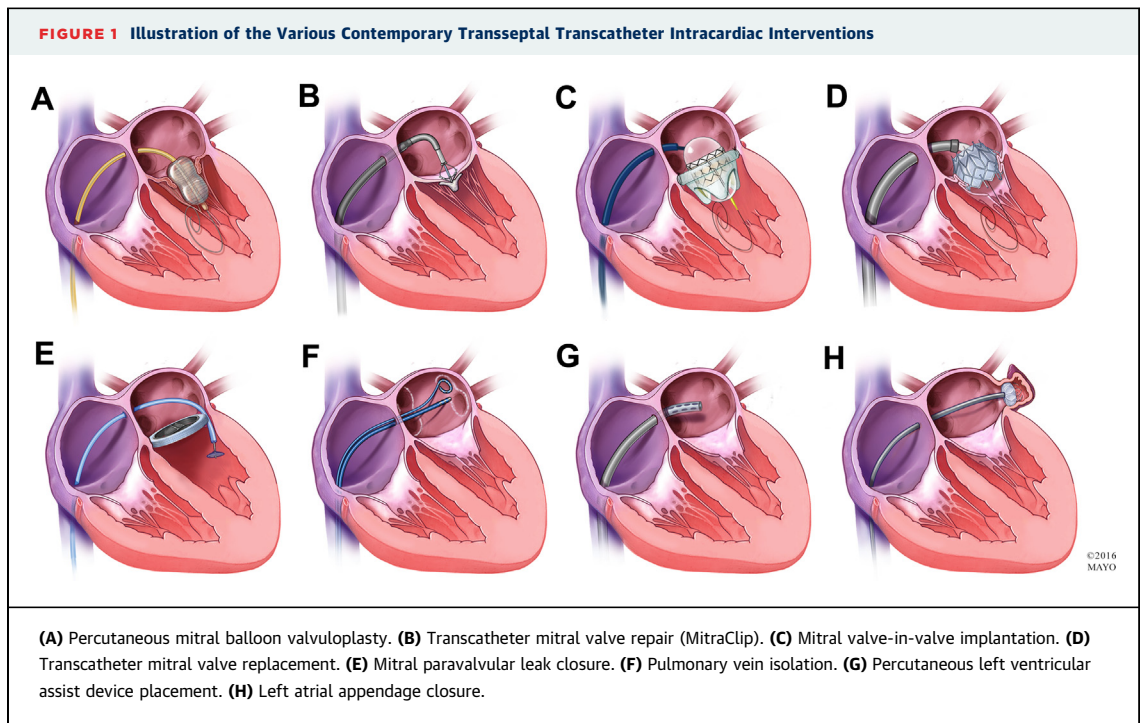 FIGURE 1 Illustration of the Various Contemporary Transseptal Transcatheter Intracardiac Interventions
A
B
C
D
E
F
G
H
©2016
MAYO
(A) Percutaneous mitral balloon valvuloplasty. (B) Transcatheter mitral valve repair (MitraClip). (C) Mitral valve-in-valve implantation. (D)
Transcatheter mitral valve replacement. (E) Mitral paravalvular leak closure. (F) Pulmonary vein isolation. (G) Percutaneous left ventricular
assist device placement. (H) Left atrial appendage closure.